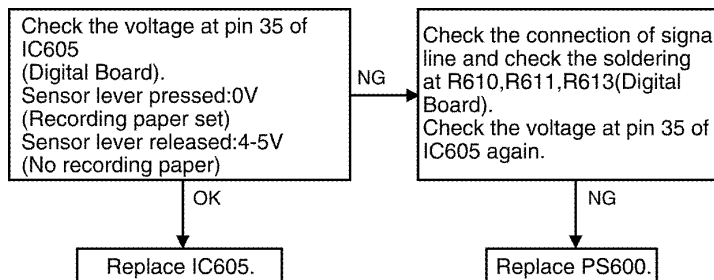 Check the voltage at pin 35 of
IC605
(Digital Board).
Sensor lever pressed:0V
(Recording paper set)
Sensor lever released:4-5V
(No recording paper)
NG
Check the connection of signa
line and check the soldering
at R610,R611,R613(Digital
Board).
Check the voltage at pin 35 of
IC605 again.
OK
NG
Replace IC605.
Replace PS600.